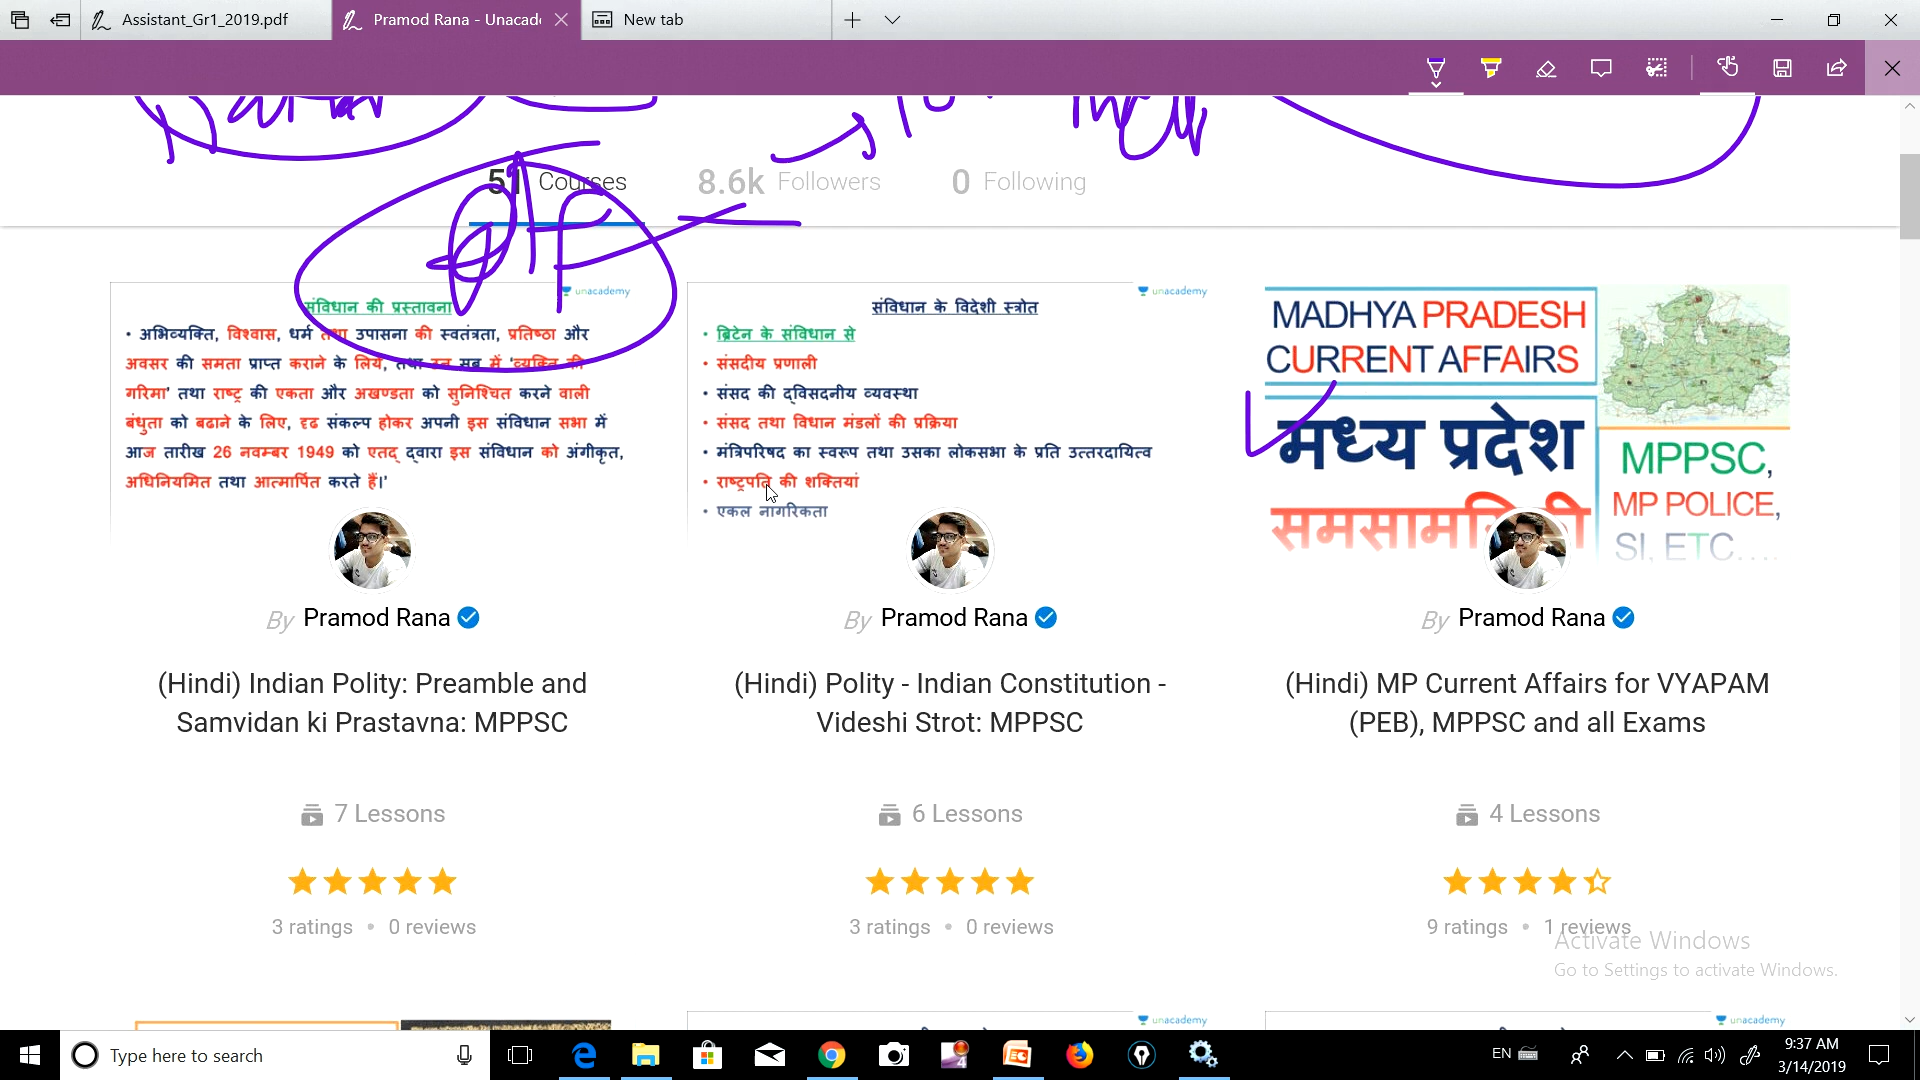 Assistant_Gr1_2019.pdf
Pramod Rana - Unacad
New tab
51 Courses
8.6k Followers
0 Following
unacademy
संविधान की प्रस्तावना
• अभिव्यक्ति, विश्वास, धर्म तथा उपासना की स्वतंत्रता, प्रतिष्ठा और
अवसर की समता प्राप्त कराने के लिये, तथा उन सब में 'व्यक्ति की
गरिमा' तथा राष्ट्र की एकता और अखण्डता को सुनिश्चित करने वाली
बंधुता को बढाने के लिए, दृढ संकल्प होकर अपनी इस संविधान सभा में
आज तारीख 26 नवम्बर 1949 को एतद् द्वारा इस संविधान को अंगीकृत,
अधिनियमित तथा आत्मार्पित करते हैं।'
By Pramod Rana
(Hindi) Indian Polity: Preamble and
Samvidan ki Prastavna: MPPSC
7 Lessons
3 ratings • 0 reviews
unacademy
संविधान के विदेशी स्त्रोत
• ब्रिटेन के संविधान से
• संसदीय प्रणाली
• संसद की द्विसदनीय व्यवस्था
• संसद तथा विधान मंडलों की प्रक्रिया
• मंत्रिपरिषद का स्वरूप तथा उसका लोकसभा के प्रति उत्तरदायित्व
• राष्ट्रपति की शक्तियां
• एकल नागरिकता
By Pramod Rana
(Hindi) Polity - Indian Constitution -
Videshi Strot: MPPSC
6 Lessons
3 ratings • 0 reviews
MADHYA PRADESH
CURRENT AFFAIRS
मध्य प्रदेश
समसामयिकी
MPPSC,
MP POLICE,
SI, ETC....
By Pramod Rana
(Hindi) MP Current Affairs for VYAPAM
(PEB), MPPSC and all Exams
4 Lessons
9 ratings • 1 reviews
Activate Windows
Go to Settings to activate Windows.
unacademy
unacademy
Type here to search
EN
9:37 AM
3/14/2019